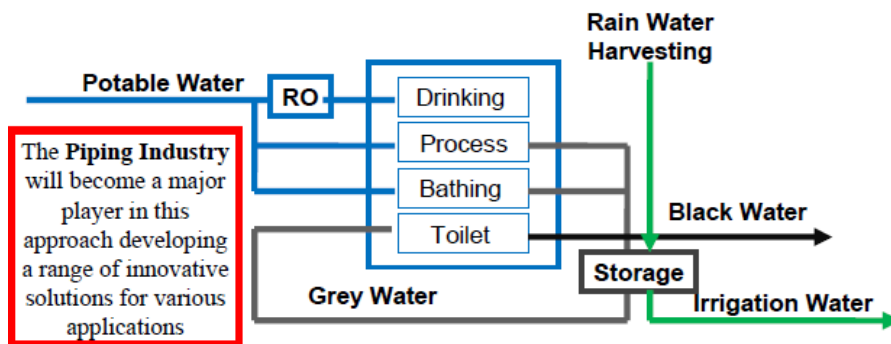 Rain Water
Harvesting
Potable Water
RO
Drinking
Process
Bathing
Toilet
The Piping Industry
will become a major
player in this
approach developing
a range of innovative
solutions for various
applications
Black Water
Storage
Grey Water
Irrigation Water